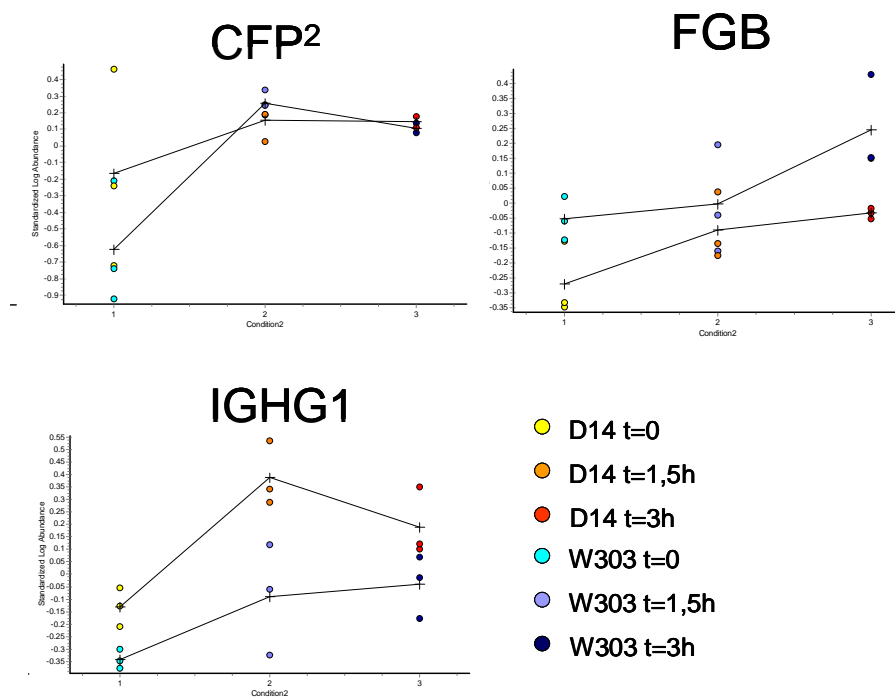 CFP²
Standardized Log Abundance
0.4
0.3
0.2
0.1
0
-0.1
-0.2
-0.3
-0.4
-0.5
-0.6
-0.7
-0.8
-0.9
1 2 3
Condition2
FGB
0.4
0.35
0.3
0.25
0.2
0.15
0.1
0.05
0
-0.05
-0.1
-0.15
-0.2
-0.25
-0.3
-0.35
1 2 3
Condition2
IGHG1
Standardized Log Abundance
0.55
0.5
0.45
0.4
0.35
0.3
0.25
0.2
0.15
0.1
0.05
0
-0.05
-0.1
-0.15
-0.2
-0.25
-0.3
-0.35
1 2 3
Condition2
D14 t=0
D14 t=1,5h
D14 t=3h
W303 t=0
W303 t=1,5h
W303 t=3h